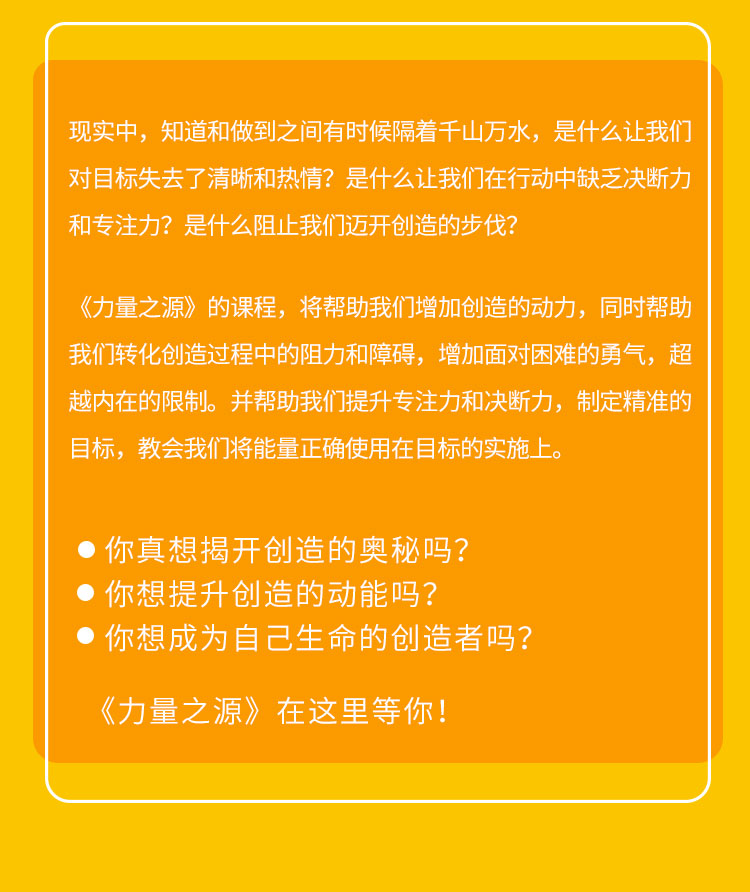 现实中，知道和做到之间有时候隔着千山万水，是什么让我们
对目标失去了清晰和热情？是什么让我们在行动中缺乏决断力
和专注力？是什么阻止我们迈开创造的步伐？
《力量之源》的课程，将帮助我们增加创造的动力，同时帮助
我们转化创造过程中的阻力和障碍，增加面对困难的勇气，超
越内在的限制。并帮助我们提升专注力和决断力，制定精准的
目标，教会我们将能量正确使用在目标的实施上。
●你真想揭开创造的奥秘吗？
●你想提升创造的动能吗？
●你想成为自己生命的创造者吗？
《力量之源》在这里等你！